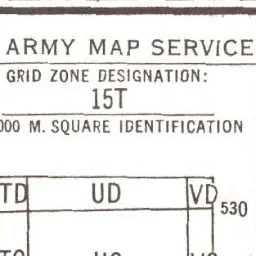 ARMY MAP SERVICE
GRID ZONE DESIGNATION:
15T
000 M. SQUARE IDENTIFICATION
TD UD VD
530